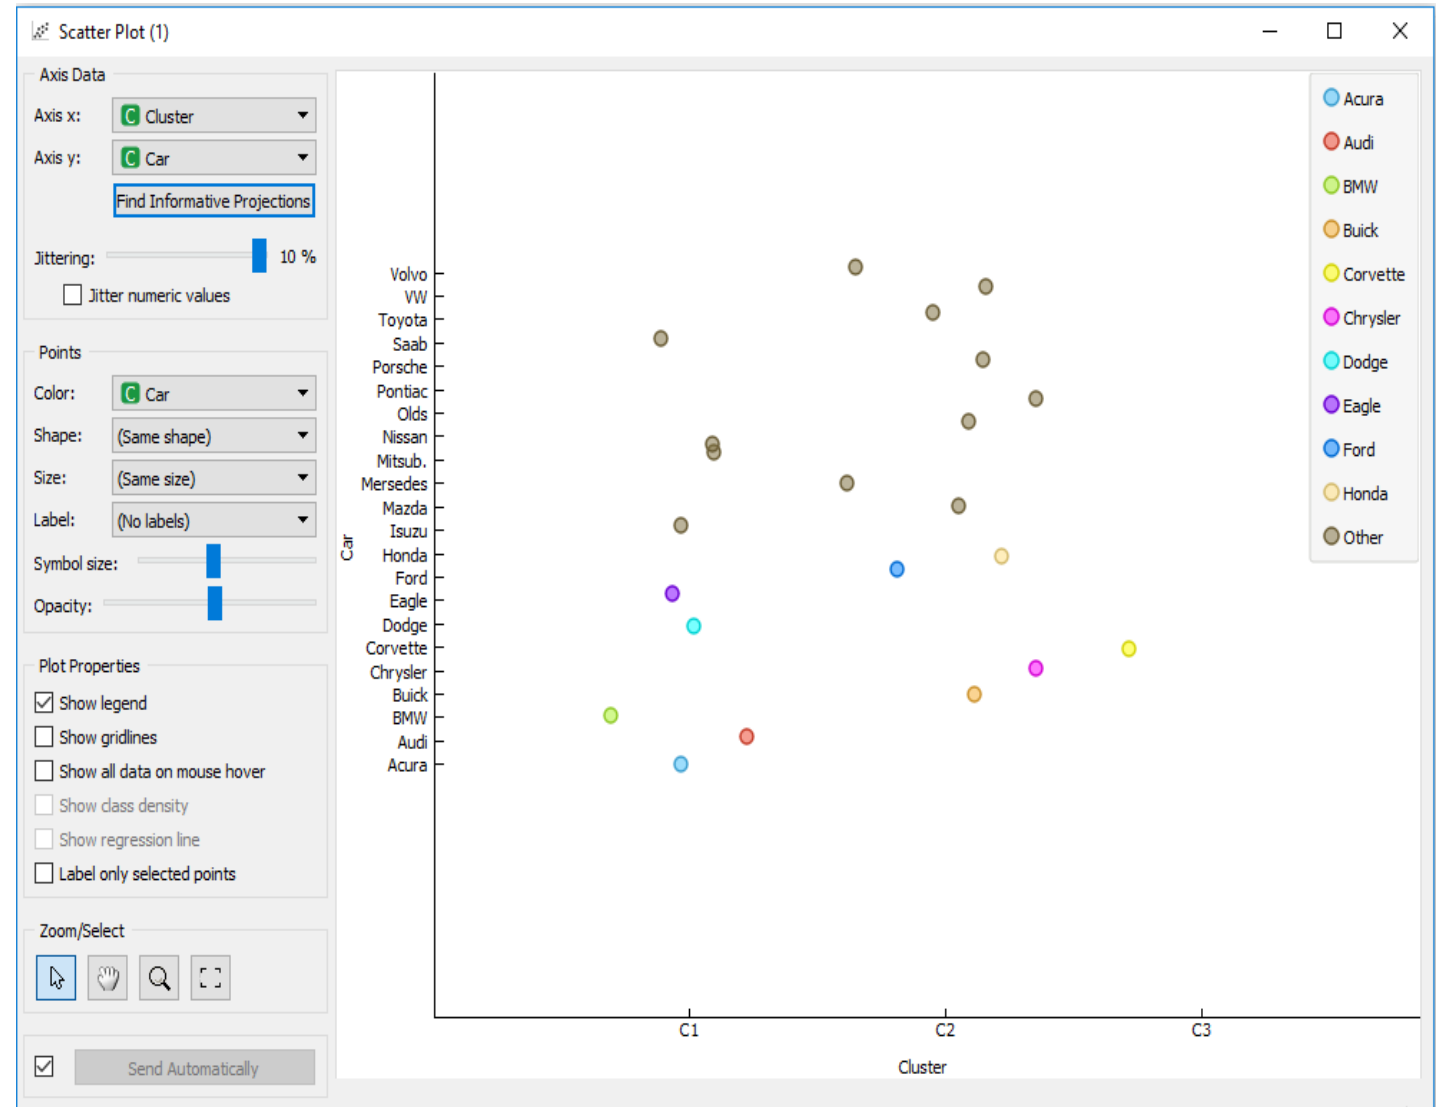 Scatter Plot (1)
Axis Data
Axis x:
C Cluster
Axis y:
C Car
Find Informative Projections
Jittering:
10 %
Jitter numeric values
Points
Color:
C Car
Shape:
(Same shape)
Size:
(Same size)
Label:
(No labels)
Symbol size:
Opacity:
Plot Properties
Show legend
Show gridlines
Show all data on mouse hover
Show class density
Show regression line
Label only selected points
Zoom/Select
Send Automatically
Car
Volvo
VW
Toyota
Saab
Porsche
Pontiac
Olds
Nissan
Mitsub.
Mersedes
Mazda
Isuzu
Honda
Ford
Eagle
Dodge
Corvette
Chrysler
Buick
BMW
Audi
Acura
C1
C2
C3
Cluster
Acura
Audi
BMW
Buick
Corvette
Chrysler
Dodge
Eagle
Ford
Honda
Other